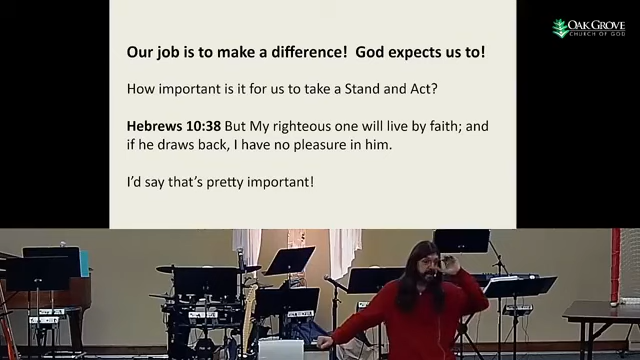 OAK GROVE
CHURCH OF GOD
Our job is to make a difference! God expects us to!
How important is it for us to take a Stand and Act?
Hebrews 10:38 But My righteous one will live by faith; and
if he draws back, I have no pleasure in him.
I'd say that's pretty important!